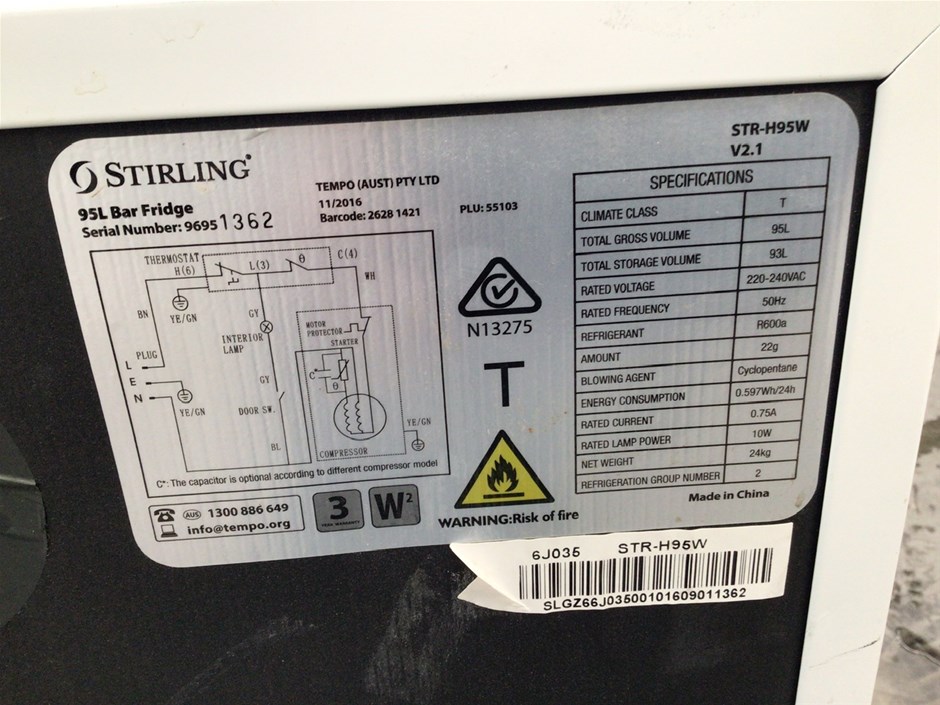 STIRLING
95L Bar Fridge
Serial Number: 9695 1362
TEMPO (AUST) PTY LTD
11/2016
Barcode: 2628 1421
PLU: 55103
STR-H95W
V2.1
SPECIFICATIONS
CLIMATE CLASS T
TOTAL GROSS VOLUME 95L
TOTAL STORAGE VOLUME 93L
RATED VOLTAGE 220-240VAC
RATED FREQUENCY 50Hz
REFRIGERANT R600a
AMOUNT 22g
BLOWING AGENT Cyclopentane
ENERGY CONSUMPTION 0.597Wh/24h
RATED CURRENT 0.75A
RATED LAMP POWER 10W
NET WEIGHT 24kg
REFRIGERATION GROUP NUMBER 2
Made in China
THERMOSTAT
H(6)
L(3)
θ
C(4)
WH
BN
YE/GN
GY
INTERIOR
LAMP
MOTOR
PROTECTOR
STARTER
PLUG
L
E
N
YE/GN
GY
DOOR SW.
BL
C
θ
COMPRESSOR
YE/GN
C*: The capacitor is optional according to different compressor model
N13275
T
WARNING:Risk of fire
AUS 1300 886 649
info@tempo.org
3
YEAR WARRANTY
W²
6J035 STR-H95W
SLGZ66J03500101609011362